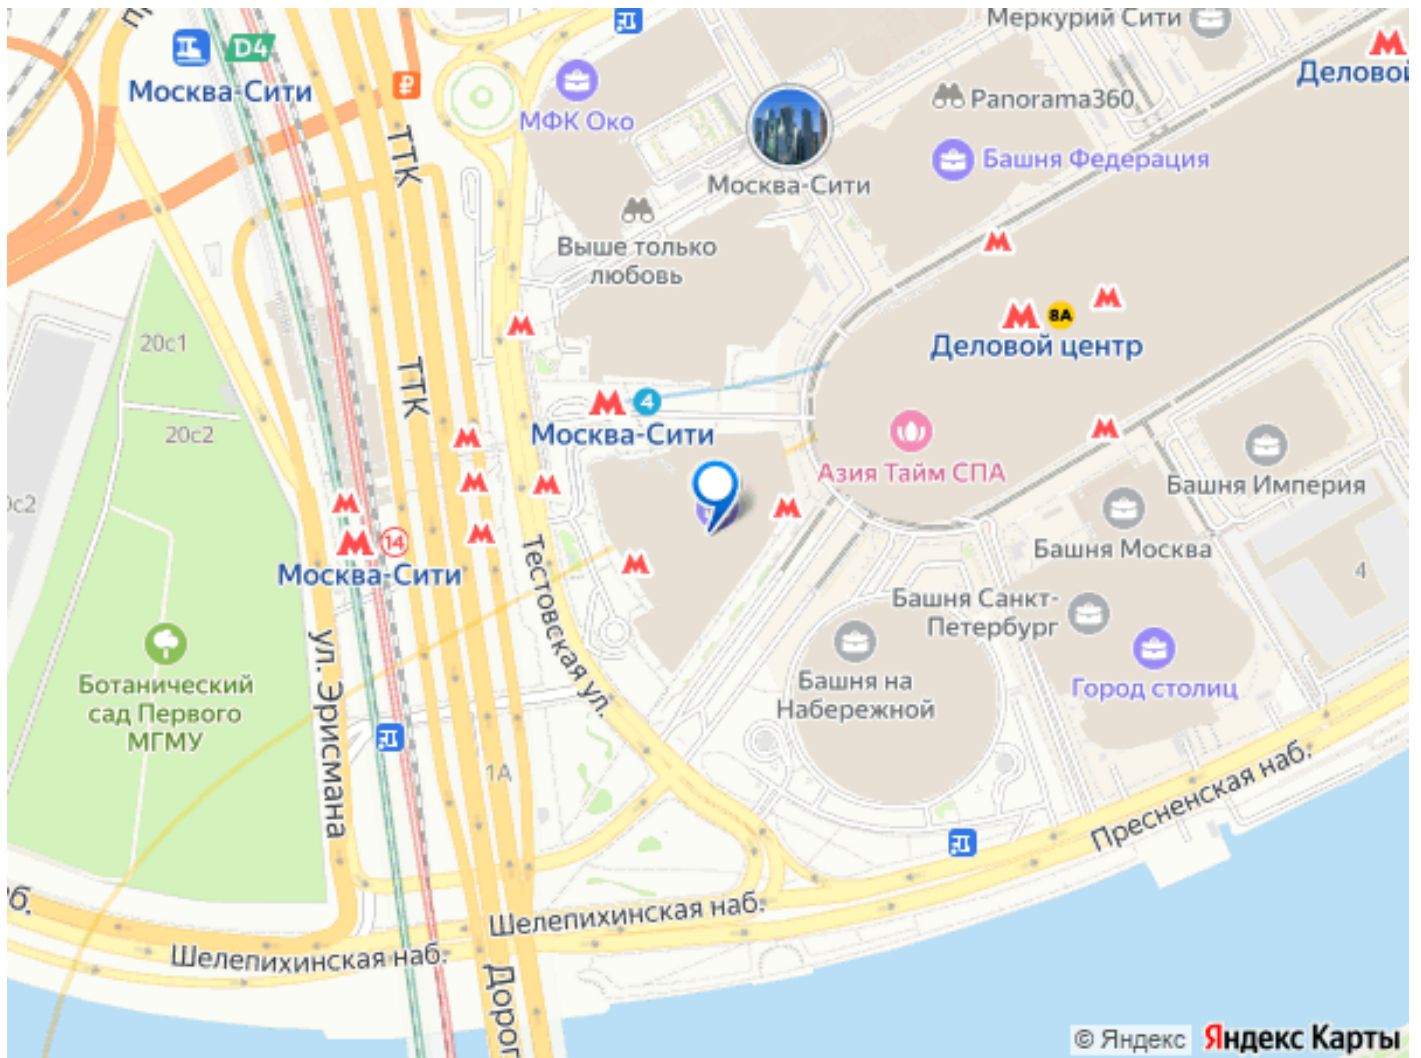 Меркурий Сити
D4
Москва-Сити
Деловой
₽
МФК Око
Panorama360
ТТК
Башня Федерация
Москва-Сити
Выше только
любовь
8А
Деловой центр
20с1
ТТК
4
Москва-Сити
20с2
Азия Тайм СПА
Башня Империя
14
Москва-Сити
Башня Москва
4
Тестовская ул.
Башня Санкт-
Петербург
ул. Эрисмана
Ботанический
сад Первого
МГМУ
Башня на
Набережной
Город столиц
1А
Пресненская наб.
Шелепихинская наб.
Шелепихинская наб.
© Яндекс
Яндекс Карты